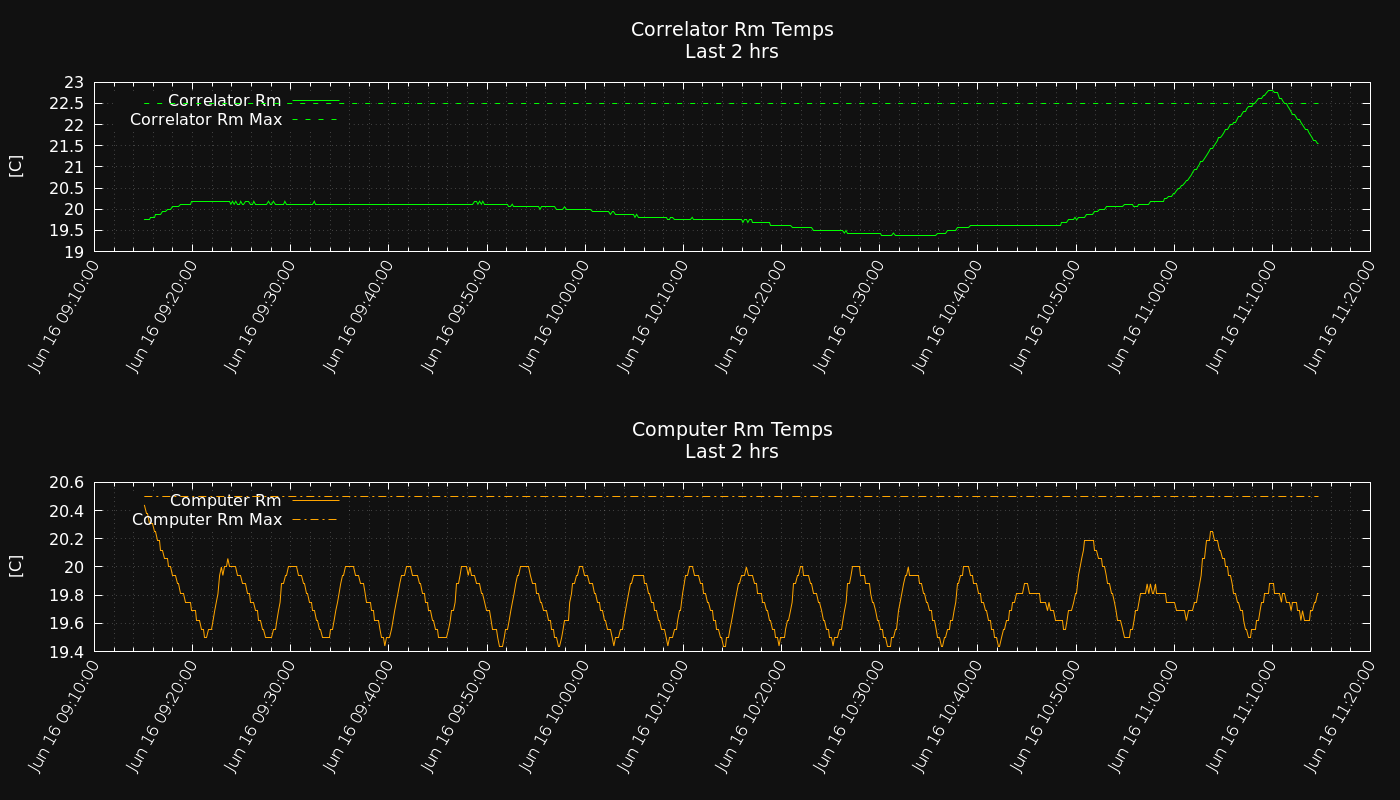 Correlator Rm Temps
Last 2 hrs
23
22.5
22
21.5
21
20.5
20
19.5
19
[C]
Correlator Rm
Correlator Rm Max
Jun 16 09:10:00
Jun 16 09:20:00
Jun 16 09:30:00
Jun 16 09:40:00
Jun 16 09:50:00
Jun 16 10:00:00
Jun 16 10:10:00
Jun 16 10:20:00
Jun 16 10:30:00
Jun 16 10:40:00
Jun 16 10:50:00
Jun 16 11:00:00
Jun 16 11:10:00
Jun 16 11:20:00
Computer Rm Temps
Last 2 hrs
20.6
20.4
20.2
20
19.8
19.6
19.4
[C]
Computer Rm
Computer Rm Max
Jun 16 09:10:00
Jun 16 09:20:00
Jun 16 09:30:00
Jun 16 09:40:00
Jun 16 09:50:00
Jun 16 10:00:00
Jun 16 10:10:00
Jun 16 10:20:00
Jun 16 10:30:00
Jun 16 10:40:00
Jun 16 10:50:00
Jun 16 11:00:00
Jun 16 11:10:00
Jun 16 11:20:00